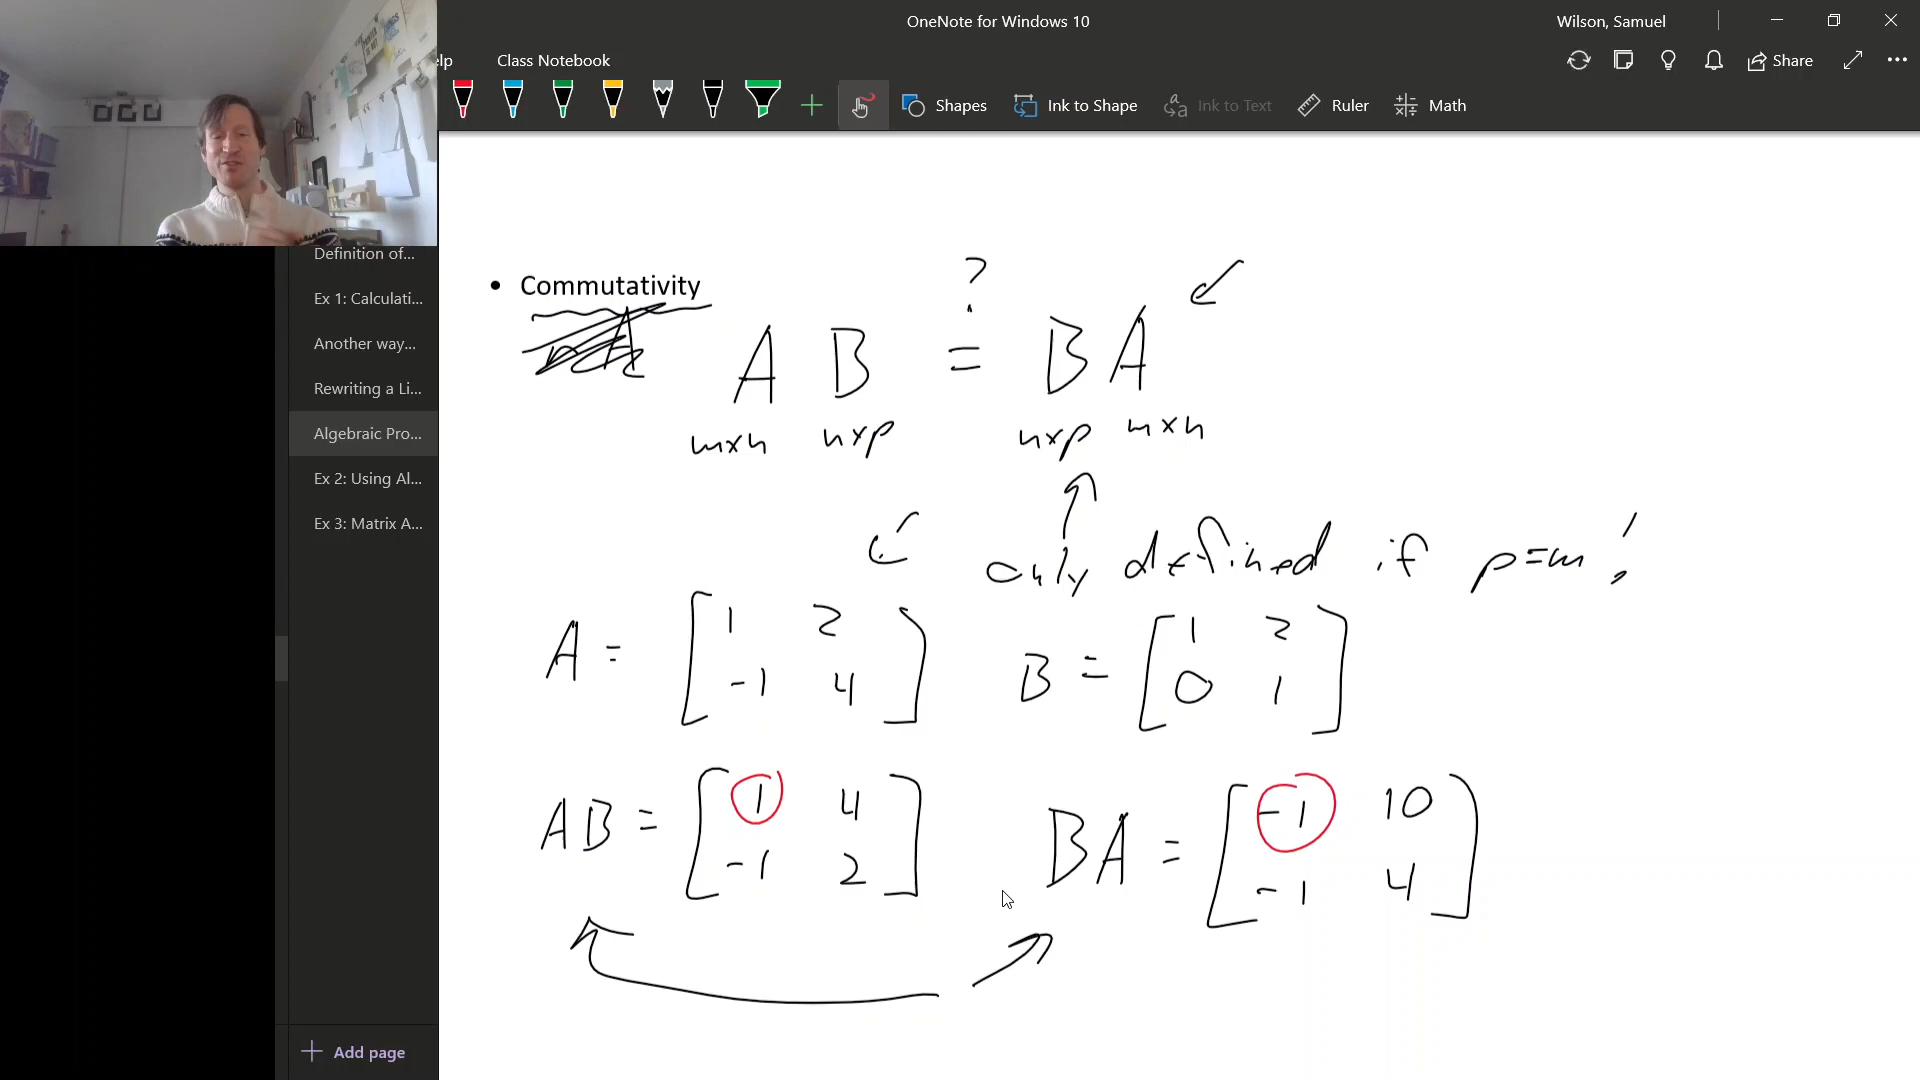 OneNote for Windows 10
Wilson, Samuel
elp
Class Notebook
Share
Shapes
Ink to Shape
Ink to Text
Ruler
Math
Definition of...
Ex 1: Calculati...
Another way...
Rewriting a Li...
Algebraic Pro...
Ex 2: Using Al...
Ex 3: Matrix A...
Add page
• Commutativity
?
A B = BA
m×n n×p n×p m×n
only defined if p=m!
A = [ 1 2
-1 4 ]
B = [ 1 2
0 1 ]
AB = [ 1 4
-1 2 ]
BA = [ -1 10
-1 4 ]